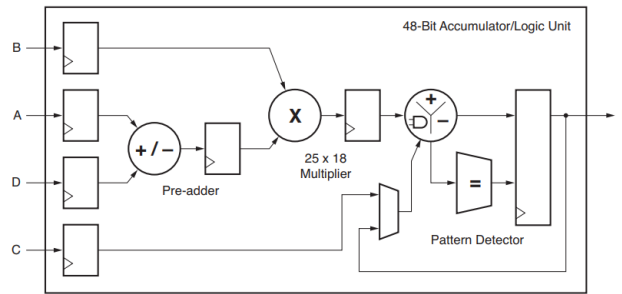 48-Bit Accumulator/Logic Unit
B
A
D
C
+/–
Pre-adder
X
25 x 18
Multiplier
+
–
=
Pattern Detector